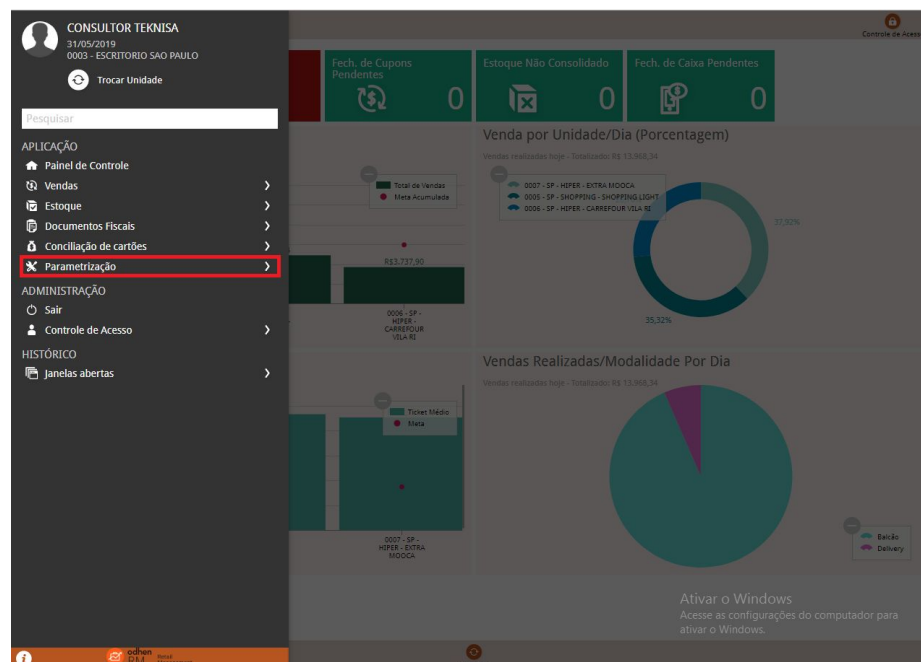 CONSULTOR TEKNISA
31/05/2019
0003 - ESCRITORIO SAO PAULO
Trocar Unidade
Pesquisar
APLICAÇÃO
Painel de Controle
Vendas
Estoque
Documentos Fiscais
Conciliação de cartões
Parametrização
ADMINISTRAÇÃO
Sair
Controle de Acesso
HISTÓRICO
Janelas abertas
odhen
RM
Retail
Controle de Acess
Fech. de Cupons
Pendentes
0
Estoque Não Consolidado
0
Fech. de Caixa Pendentes
0
Total de Vendas
Meta Acumulada
R$3.737,90
0006 - SP -
HIPER -
CARREFOUR
VILA RI
Venda por Unidade/Dia (Porcentagem)
Vendas realizadas hoje - Totalizado: R$ 13.968,34
0007 - SP - HIPER - EXTRA MOOCA
0005 - SP - SHOPPING - SHOPPING LIGHT
0006 - SP - HIPER - CARREFOUR VILA RI
35,32%
Ticket Médio
Meta
0007 - SP -
HIPER - EXTRA
MOOCA
Vendas Realizadas/Modalidade Por Dia
Vendas realizadas hoje - Totalizado: R$ 13.968,34
Balcão
Delivery
Ativar o Windows
Acesse as configurações do computador para
ativar o Windows.